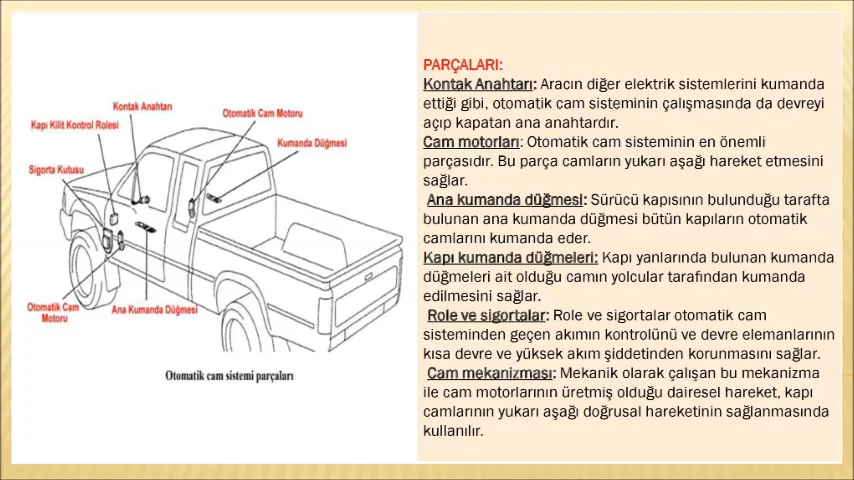 Kontak Anahtarı
Kapı Kilit Kontrol Rolesi
Otomatik Cam Motoru
Kumanda Düğmesi
Sigorta Kutusu
Otomatik Cam
Motoru
Ana Kumanda Düğmesi
Otomatik cam sistemi parçaları
PARÇALARI:
Kontak Anahtarı: Aracın diğer elektrik sistemlerini kumanda
ettiği gibi, otomatik cam sisteminin çalışmasında da devreyi
açıp kapatan ana anahtardır.
Cam motorları: Otomatik cam sisteminin en önemli
parçasıdır. Bu parça camların yukarı aşağı hareket etmesini
sağlar.
Ana kumanda düğmesi: Sürücü kapısının bulunduğu tarafta
bulunan ana kumanda düğmesi bütün kapıların otomatik
camlarını kumanda eder.
Kapı kumanda düğmeleri: Kapı yanlarında bulunan kumanda
düğmeleri ait olduğu camın yolcular tarafından kumanda
edilmesini sağlar.
Role ve sigortalar: Role ve sigortalar otomatik cam
sisteminden geçen akımın kontrolünü ve devre elemanlarının
kısa devre ve yüksek akım şiddetinden korunmasını sağlar.
Cam mekanizması: Mekanik olarak çalışan bu mekanizma
ile cam motorlarının üretmiş olduğu dairesel hareket, kapı
camlarının yukarı aşağı doğrusal hareketinin sağlanmasında
kullanılır.